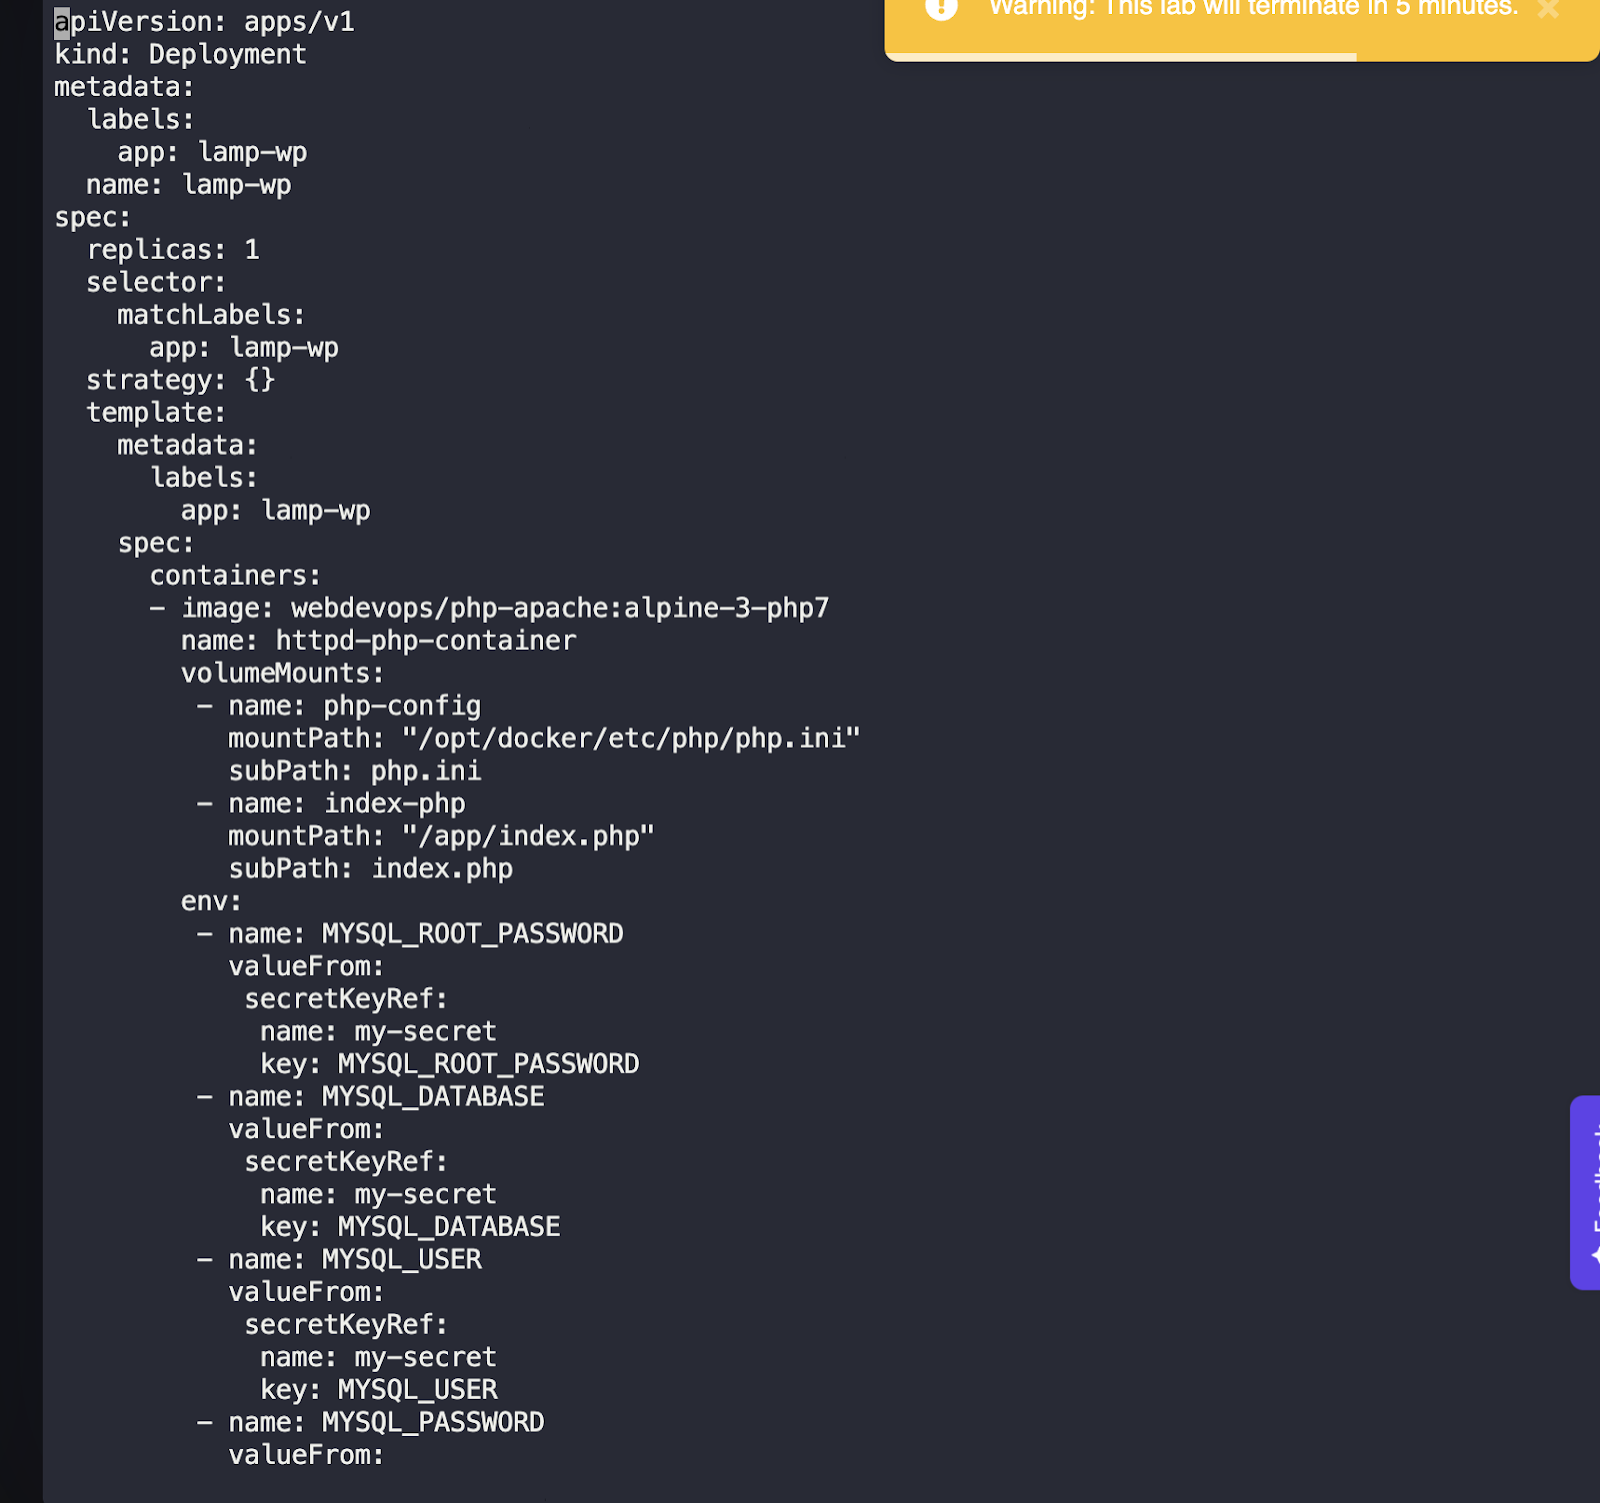 Warning: This lab will terminate in 5 minutes.
apiVersion: apps/v1
kind: Deployment
metadata:
  labels:
    app: lamp-wp
  name: lamp-wp
spec:
  replicas: 1
  selector:
    matchLabels:
      app: lamp-wp
  strategy: {}
  template:
    metadata:
      labels:
        app: lamp-wp
    spec:
      containers:
      - image: webdevops/php-apache:alpine-3-php7
        name: httpd-php-container
        volumeMounts:
         - name: php-config
           mountPath: "/opt/docker/etc/php/php.ini"
           subPath: php.ini
         - name: index-php
           mountPath: "/app/index.php"
           subPath: index.php
        env:
         - name: MYSQL_ROOT_PASSWORD
           valueFrom:
            secretKeyRef:
             name: my-secret
             key: MYSQL_ROOT_PASSWORD
         - name: MYSQL_DATABASE
           valueFrom:
            secretKeyRef:
             name: my-secret
             key: MYSQL_DATABASE
         - name: MYSQL_USER
           valueFrom:
            secretKeyRef:
             name: my-secret
             key: MYSQL_USER
         - name: MYSQL_PASSWORD
           valueFrom: